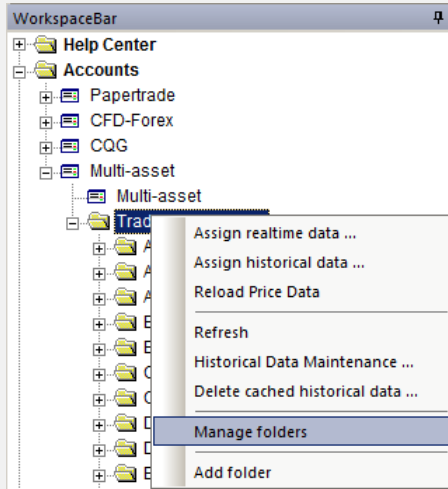 WorkspaceBar
Help Center
Accounts
Papertrade
CFD-Forex
CQG
Multi-asset
Multi-asset
Assign realtime data ...
Assign historical data ...
Reload Price Data
Refresh
Historical Data Maintenance ...
Delete cached historical data ...
Manage folders
Add folder